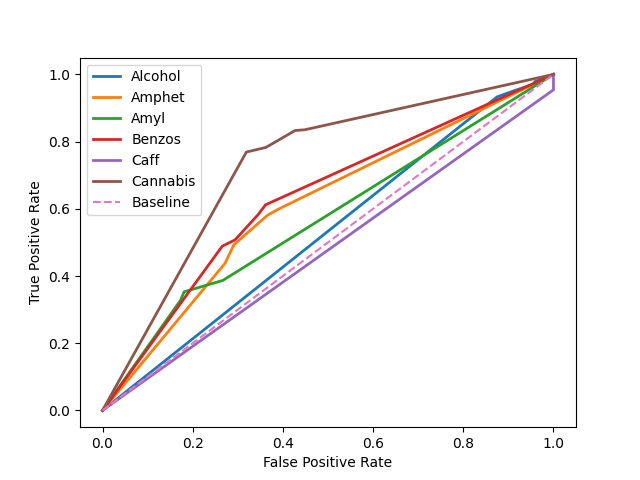 1.0
0.8
0.6
0.4
0.2
0.0
True Positive Rate
Alcohol
Amphet
Amyl
Benzos
Caff
Cannabis
Baseline
0.0 0.2 0.4 0.6 0.8 1.0
False Positive Rate